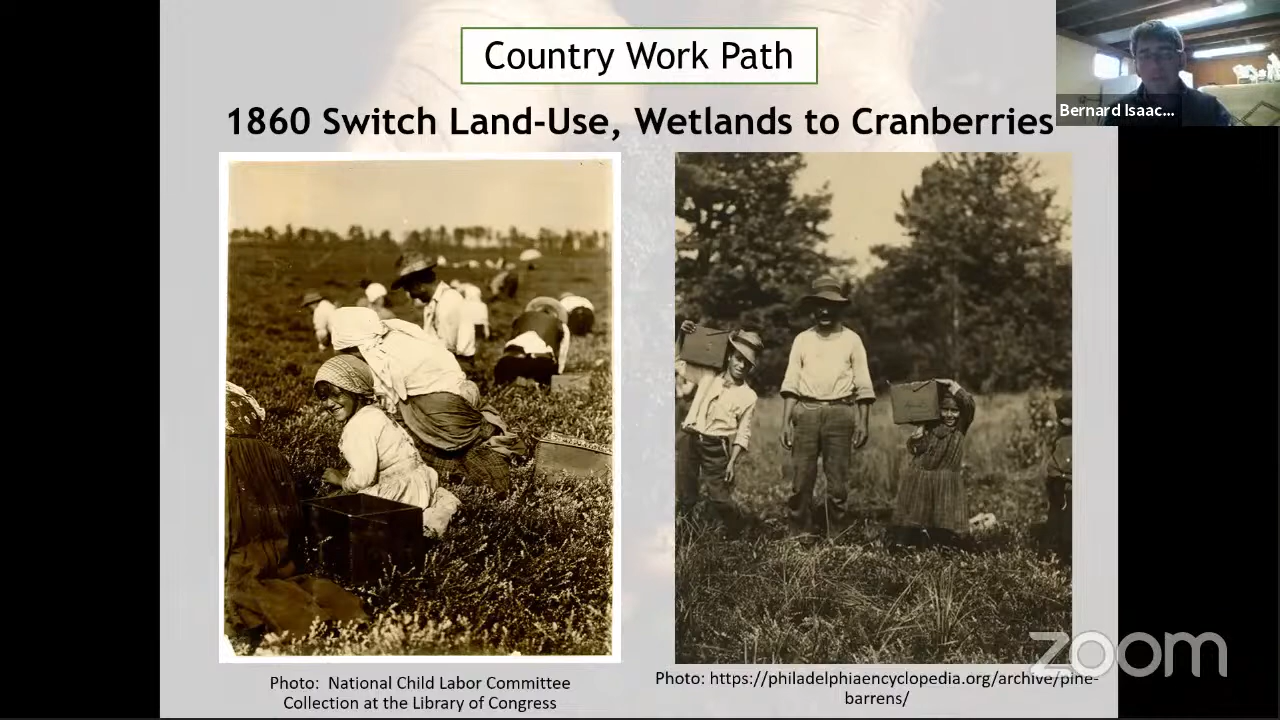 Country Work Path
1860 Switch Land-Use, Wetlands to Cranberries
Bernard Isaac...
Photo:  National Child Labor Committee
Collection at the Library of Congress
Photo: https://philadelphiaencyclopedia.org/archive/pine-
barrens/
zoom